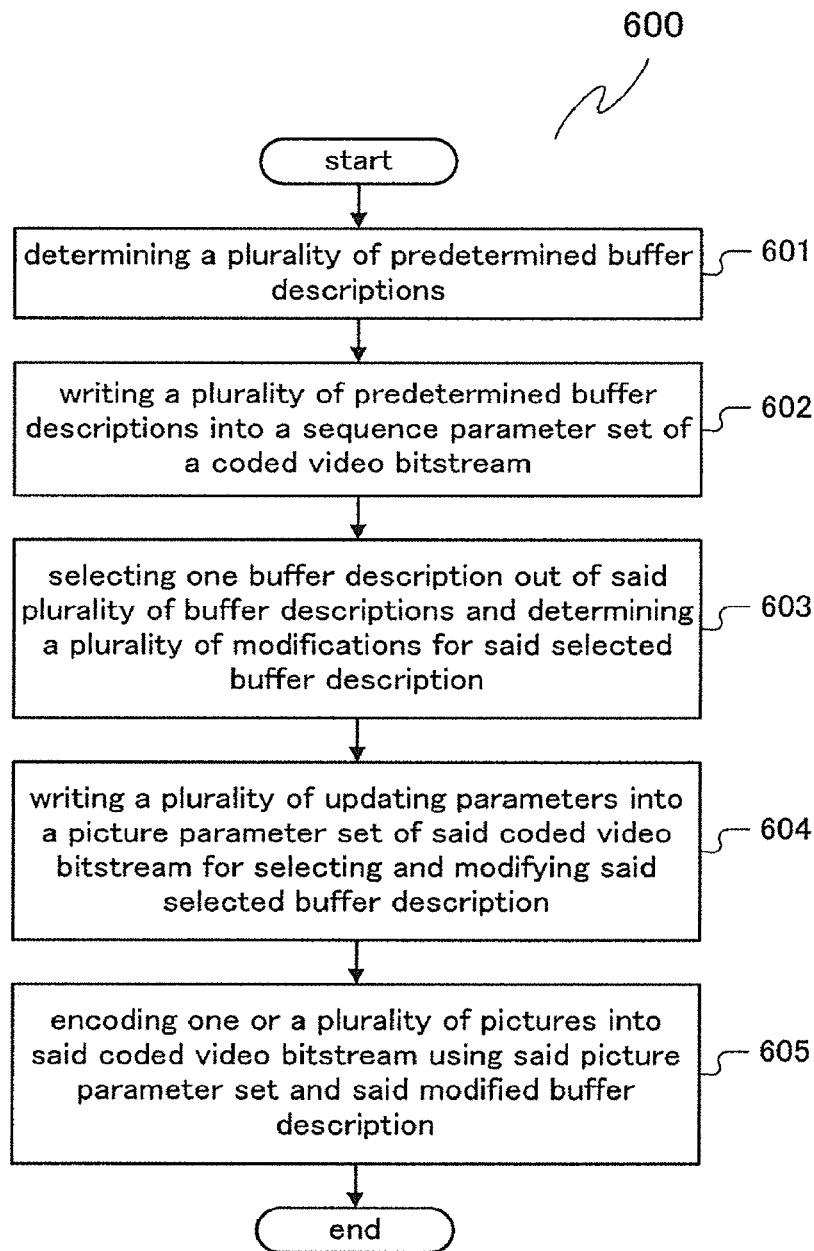 600
start
determining a plurality of predetermined buffer
descriptions
601
writing a plurality of predetermined buffer
descriptions into a sequence parameter set of
a coded video bitstream
602
selecting one buffer description out of said
plurality of buffer descriptions and determining
a plurality of modifications for said selected
buffer description
603
writing a plurality of updating parameters into
a picture parameter set of said coded video
bitstream for selecting and modifying said
selected buffer description
604
encoding one or a plurality of pictures into
said coded video bitstream using said picture
parameter set and said modified buffer
description
605
end